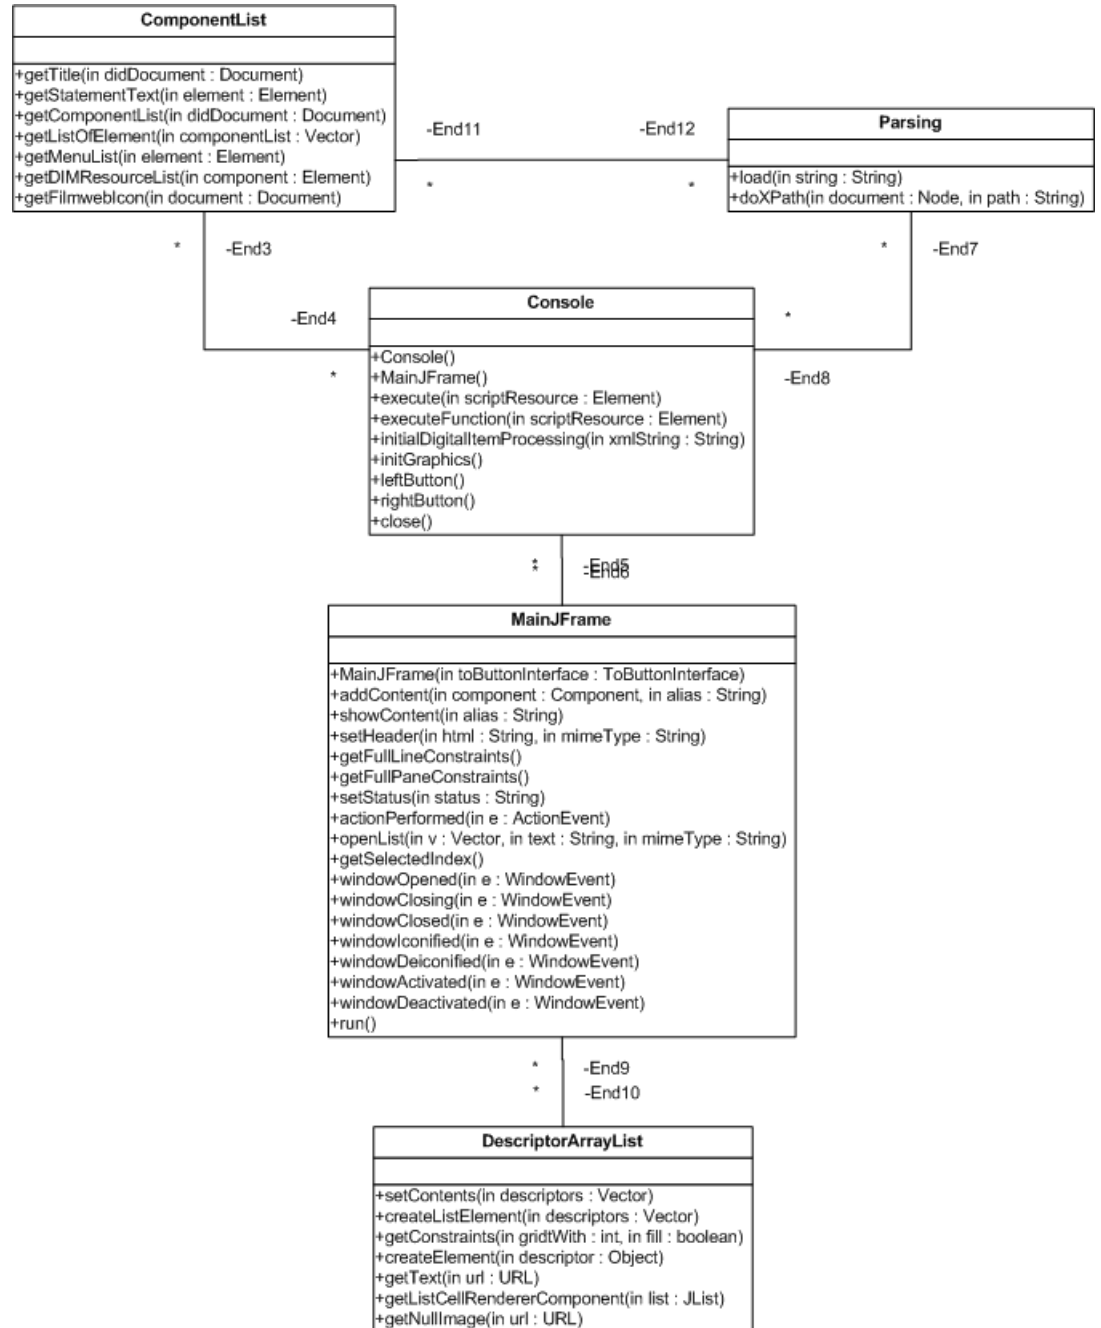 ComponentList
+getTitle(in didDocument : Document)
+getStatementText(in element : Element)
+getComponentList(in didDocument : Document)
+getListOfElement(in componentList : Vector)
+getMenuList(in element : Element)
+getDIMResourceList(in component : Element)
+getFilmwebIcon(in document : Document)
-End11
-End12
*
*
Parsing
+load(in string : String)
+doXPath(in document : Node, in path : String)
*
-End3
*
-End7
-End4
*
*
-End8
Console
+Console()
+MainJFrame()
+execute(in scriptResource : Element)
+executeFunction(in scriptResource : Element)
+initialDigitalItemProcessing(in xmlString : String)
+initGraphics()
+leftButton()
+rightButton()
+close()
*
-End5
*
-End6
MainJFrame
+MainJFrame(in toButtonInterface : ToButtonInterface)
+addContent(in component : Component, in alias : String)
+showContent(in alias : String)
+setHeader(in html : String, in mimeType : String)
+getFullLineConstraints()
+getFullPaneConstraints()
+setStatus(in status : String)
+actionPerformed(in e : ActionEvent)
+openList(in v : Vector, in text : String, in mimeType : String)
+getSelectedIndex()
+windowOpened(in e : WindowEvent)
+windowClosing(in e : WindowEvent)
+windowClosed(in e : WindowEvent)
+windowIconified(in e : WindowEvent)
+windowDeiconified(in e : WindowEvent)
+windowActivated(in e : WindowEvent)
+windowDeactivated(in e : WindowEvent)
+run()
*
-End9
*
-End10
DescriptorArrayList
+setContents(in descriptors : Vector)
+createListElement(in descriptors : Vector)
+getConstraints(in gridtWith : int, in fill : boolean)
+createElement(in descriptor : Object)
+getText(in url : URL)
+getListCellRendererComponent(in list : JList)
+getNullImage(in url : URL)